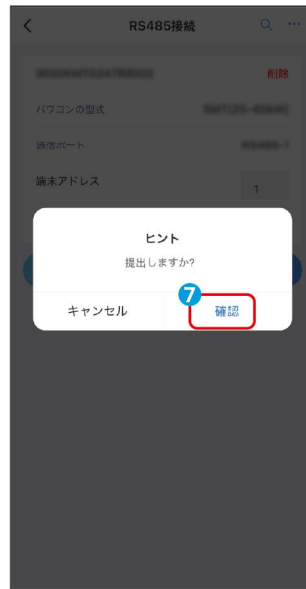 RS485接続
削除
パワコンの型式
通信ポート
端末アドレス
1
ヒント
提出しますか?
キャンセル
7
確認